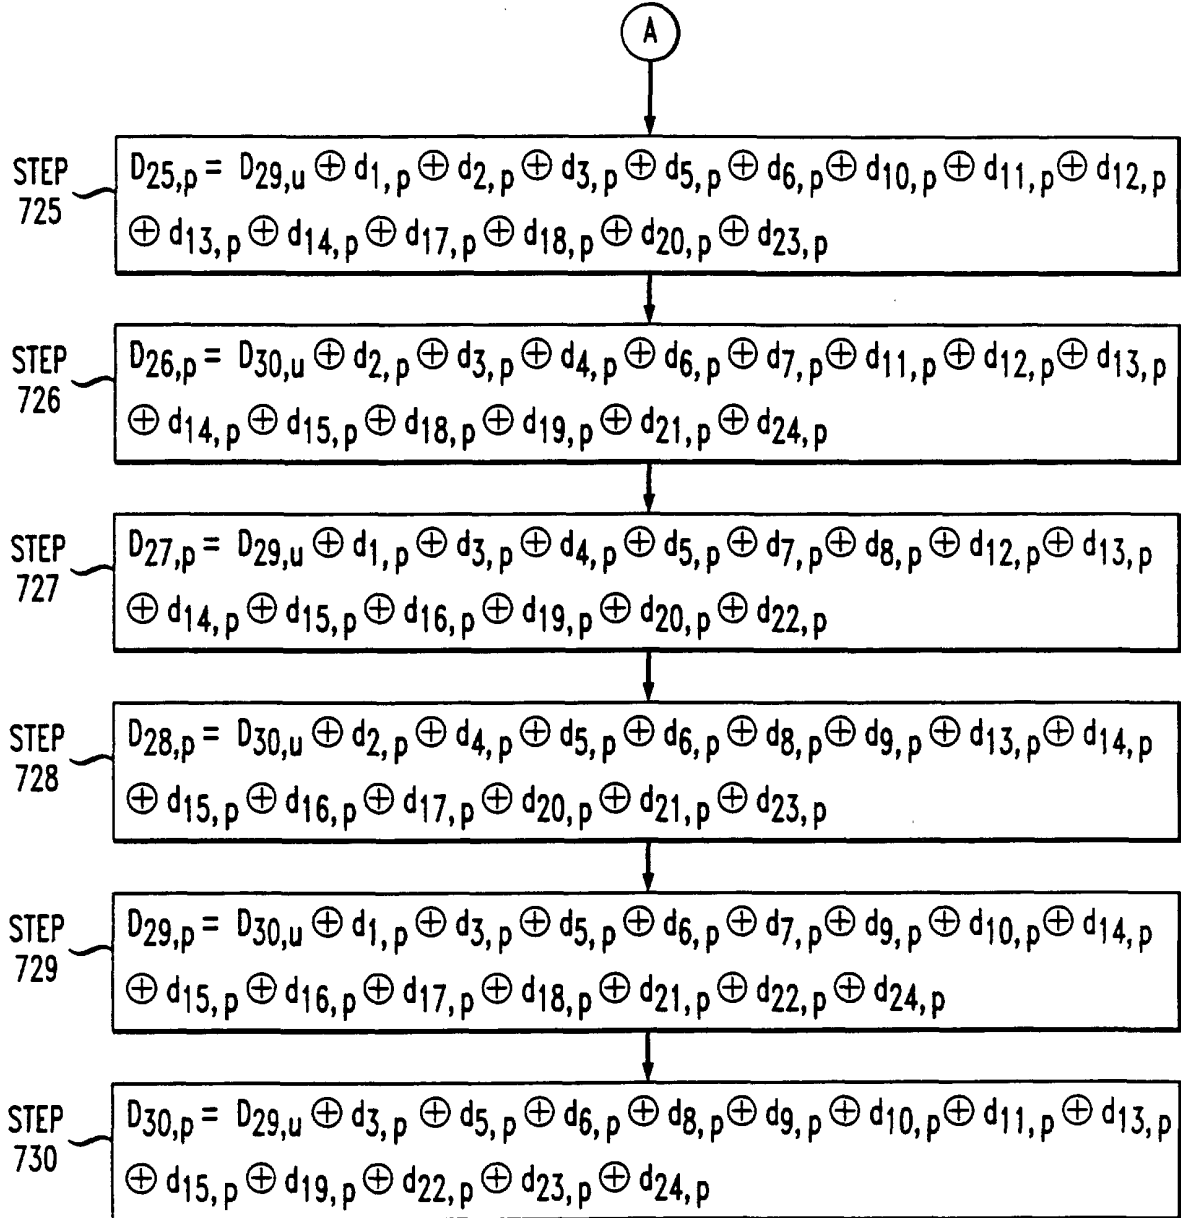 A
STEP 725
D25,p = D29,u ⊕ d1,p ⊕ d2,p ⊕ d3,p ⊕ d5,p ⊕ d6,p ⊕ d10,p ⊕ d11,p ⊕ d12,p
⊕ d13,p ⊕ d14,p ⊕ d17,p ⊕ d18,p ⊕ d20,p ⊕ d23,p
STEP 726
D26,p = D30,u ⊕ d2,p ⊕ d3,p ⊕ d4,p ⊕ d6,p ⊕ d7,p ⊕ d11,p ⊕ d12,p ⊕ d13,p
⊕ d14,p ⊕ d15,p ⊕ d18,p ⊕ d19,p ⊕ d21,p ⊕ d24,p
STEP 727
D27,p = D29,u ⊕ d1,p ⊕ d3,p ⊕ d4,p ⊕ d5,p ⊕ d7,p ⊕ d8,p ⊕ d12,p ⊕ d13,p
⊕ d14,p ⊕ d15,p ⊕ d16,p ⊕ d19,p ⊕ d20,p ⊕ d22,p
STEP 728
D28,p = D30,u ⊕ d2,p ⊕ d4,p ⊕ d5,p ⊕ d6,p ⊕ d8,p ⊕ d9,p ⊕ d13,p ⊕ d14,p
⊕ d15,p ⊕ d16,p ⊕ d17,p ⊕ d20,p ⊕ d21,p ⊕ d23,p
STEP 729
D29,p = D30,u ⊕ d1,p ⊕ d3,p ⊕ d5,p ⊕ d6,p ⊕ d7,p ⊕ d9,p ⊕ d10,p ⊕ d14,p
⊕ d15,p ⊕ d16,p ⊕ d17,p ⊕ d18,p ⊕ d21,p ⊕ d22,p ⊕ d24,p
STEP 730
D30,p = D29,u ⊕ d3,p ⊕ d5,p ⊕ d6,p ⊕ d8,p ⊕ d9,p ⊕ d10,p ⊕ d11,p ⊕ d13,p
⊕ d15,p ⊕ d19,p ⊕ d22,p ⊕ d23,p ⊕ d24,p